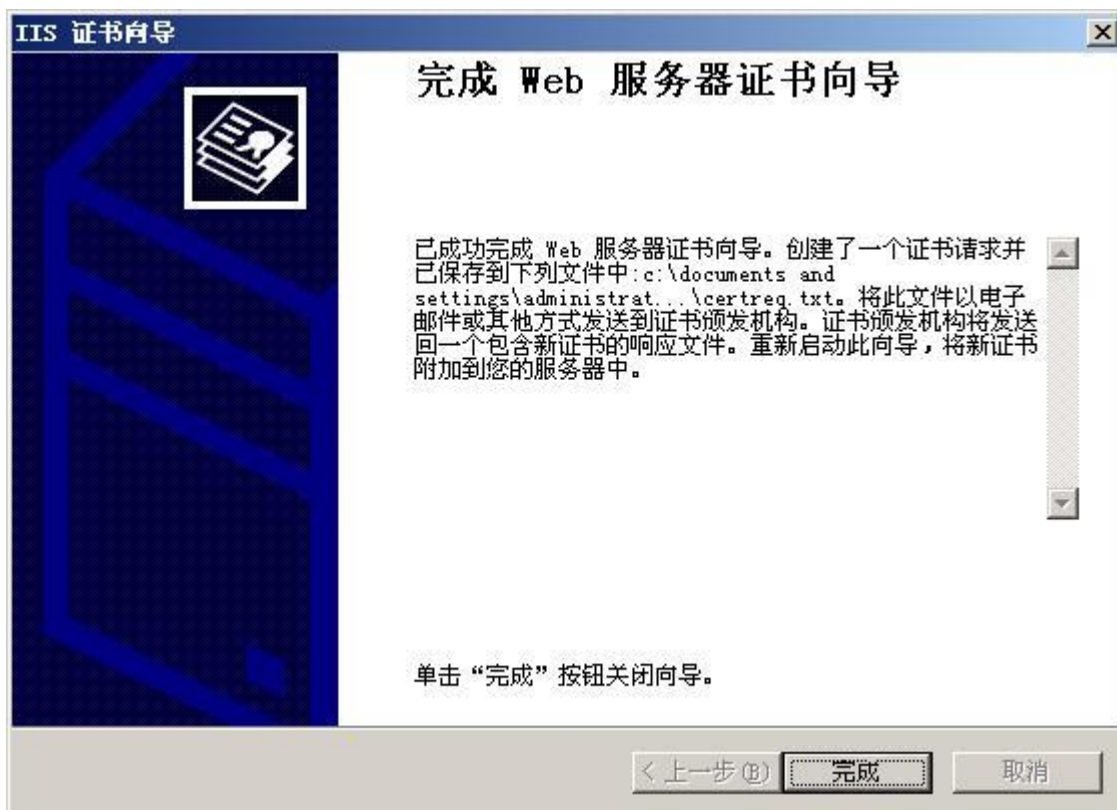 IIS 证书向导
完成 Web 服务器证书向导
已成功完成 Web 服务器证书向导。创建了一个证书请求并
已保存到下列文件中:c:\documents and
settings\administrat...\certreq.txt。将此文件以电子
邮件或其他方式发送到证书颁发机构。证书颁发机构将发送
回一个包含新证书的响应文件。重新启动此向导，将新证书
附加到您的服务器中。
单击“完成”按钮关闭向导。
< 上一步(B)
完成
取消